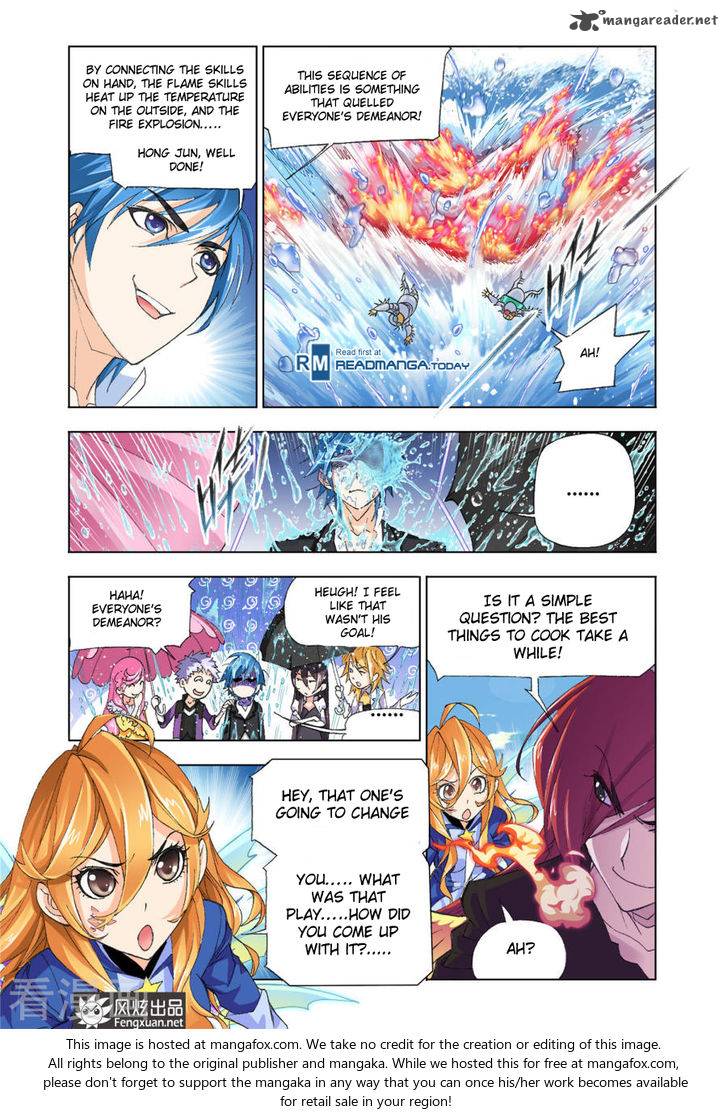 mangareader.net
BY CONNECTING THE SKILLS
ON HAND, THE FLAME SKILLS
HEAT UP THE TEMPERATURE
ON THE OUTSIDE, AND THE
FIRE EXPLOSION.....
HONG JUN, WELL
DONE!
THIS SEQUENCE OF
ABILITIES IS SOMETHING
THAT QUELLED
EVERYONE'S DEMEANOR!
AH!
RM
Read first at
READMANGA.TODAY
......
HAHA!
EVERYONE'S
DEMEANOR?
HEUGH! I FEEL
LIKE THAT
WASN'T HIS
GOAL!
......
IS IT A SIMPLE
QUESTION? THE BEST
THINGS TO COOK TAKE A
WHILE!
HEY, THAT ONE'S
GOING TO CHANGE
YOU..... WHAT
WAS THAT
PLAY.....HOW DID
YOU COME UP
WITH IT?.....
AH?
看漫画
风炫出品
Fengxuan.net
This image is hosted at mangafox.com. We take no credit for the creation or editing of this image.
All rights belong to the original publisher and mangaka. While we hosted this for free at mangafox.com,
please don't forget to support the mangaka in any way that you can once his/her work becomes available
for retail sale in your region!